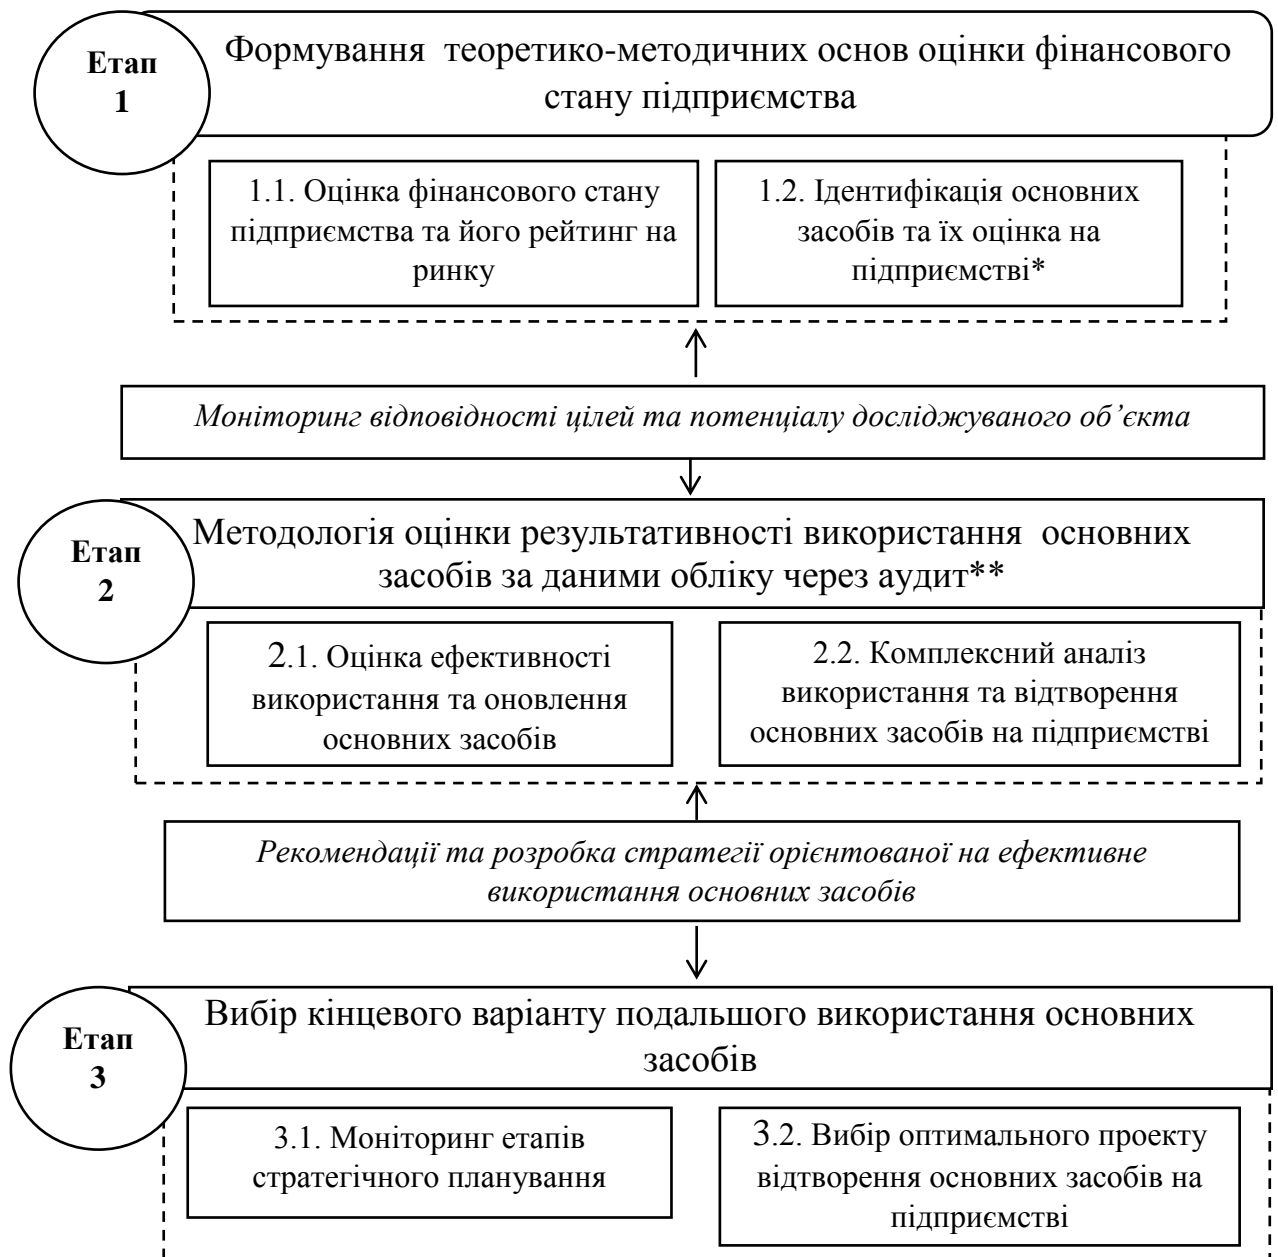 Етап
1
Формування теоретико-методичних основ оцінки фінансового
стану підприємства
1.1. Оцінка фінансового стану
підприємства та його рейтинг на
ринку
1.2. Ідентифікація основних
засобів та їх оцінка на
підприємстві*
Моніторинг відповідності цілей та потенціалу досліджуваного об’єкта
Етап
2
Методологія оцінки результативності використання основних
засобів за даними обліку через аудит**
2.1. Оцінка ефективності
використання та оновлення
основних засобів
2.2. Комплексний аналіз
використання та відтворення
основних засобів на підприємстві
Рекомендації та розробка стратегії орієнтованої на ефективне
використання основних засобів
Етап
3
Вибір кінцевого варіанту подальшого використання основних
засобів
3.1. Моніторинг етапів
стратегічного планування
3.2. Вибір оптимального проекту
відтворення основних засобів на
підприємстві